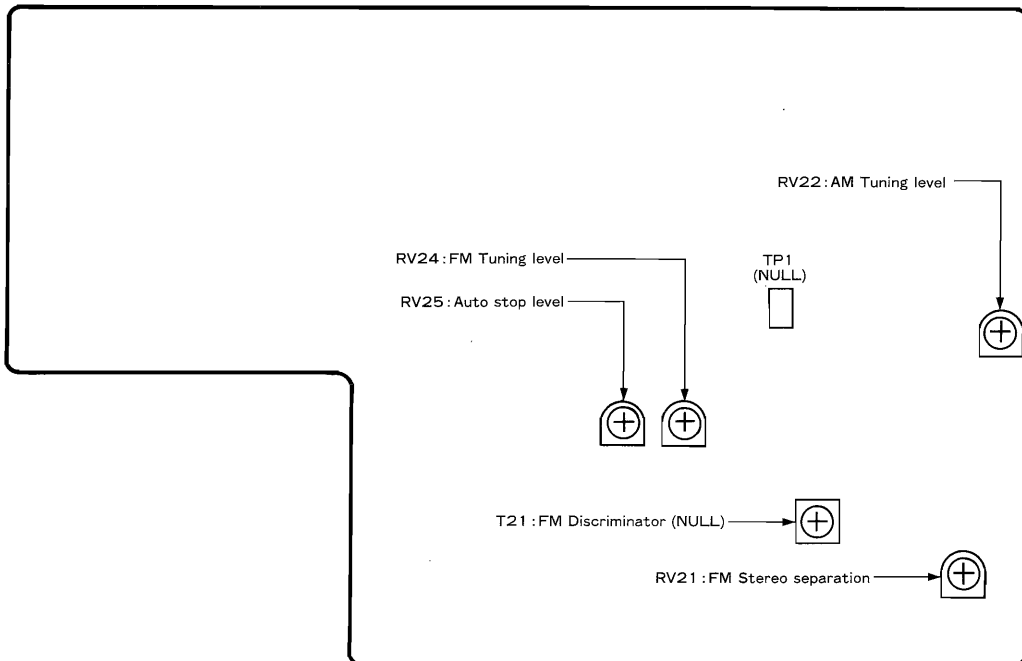 RV22:AM Tuning level
RV24:FM Tuning level
TP1
(NULL)
RV25:Auto stop level
T21:FM Discriminator (NULL)
RV21:FM Stereo separation